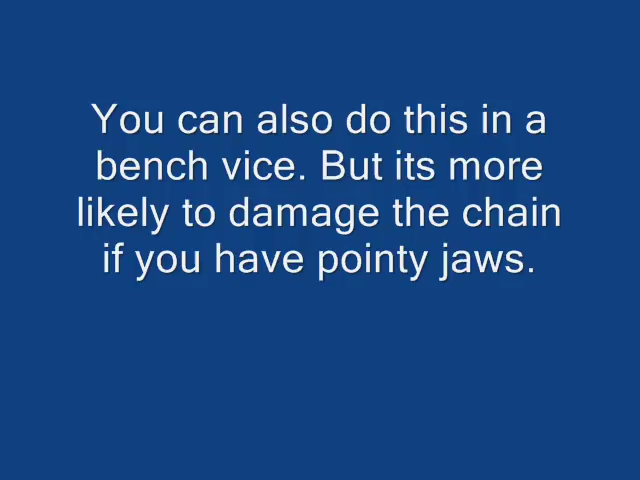 You can also do this in a
bench vice. But its more
likely to damage the chain
if you have pointy jaws.